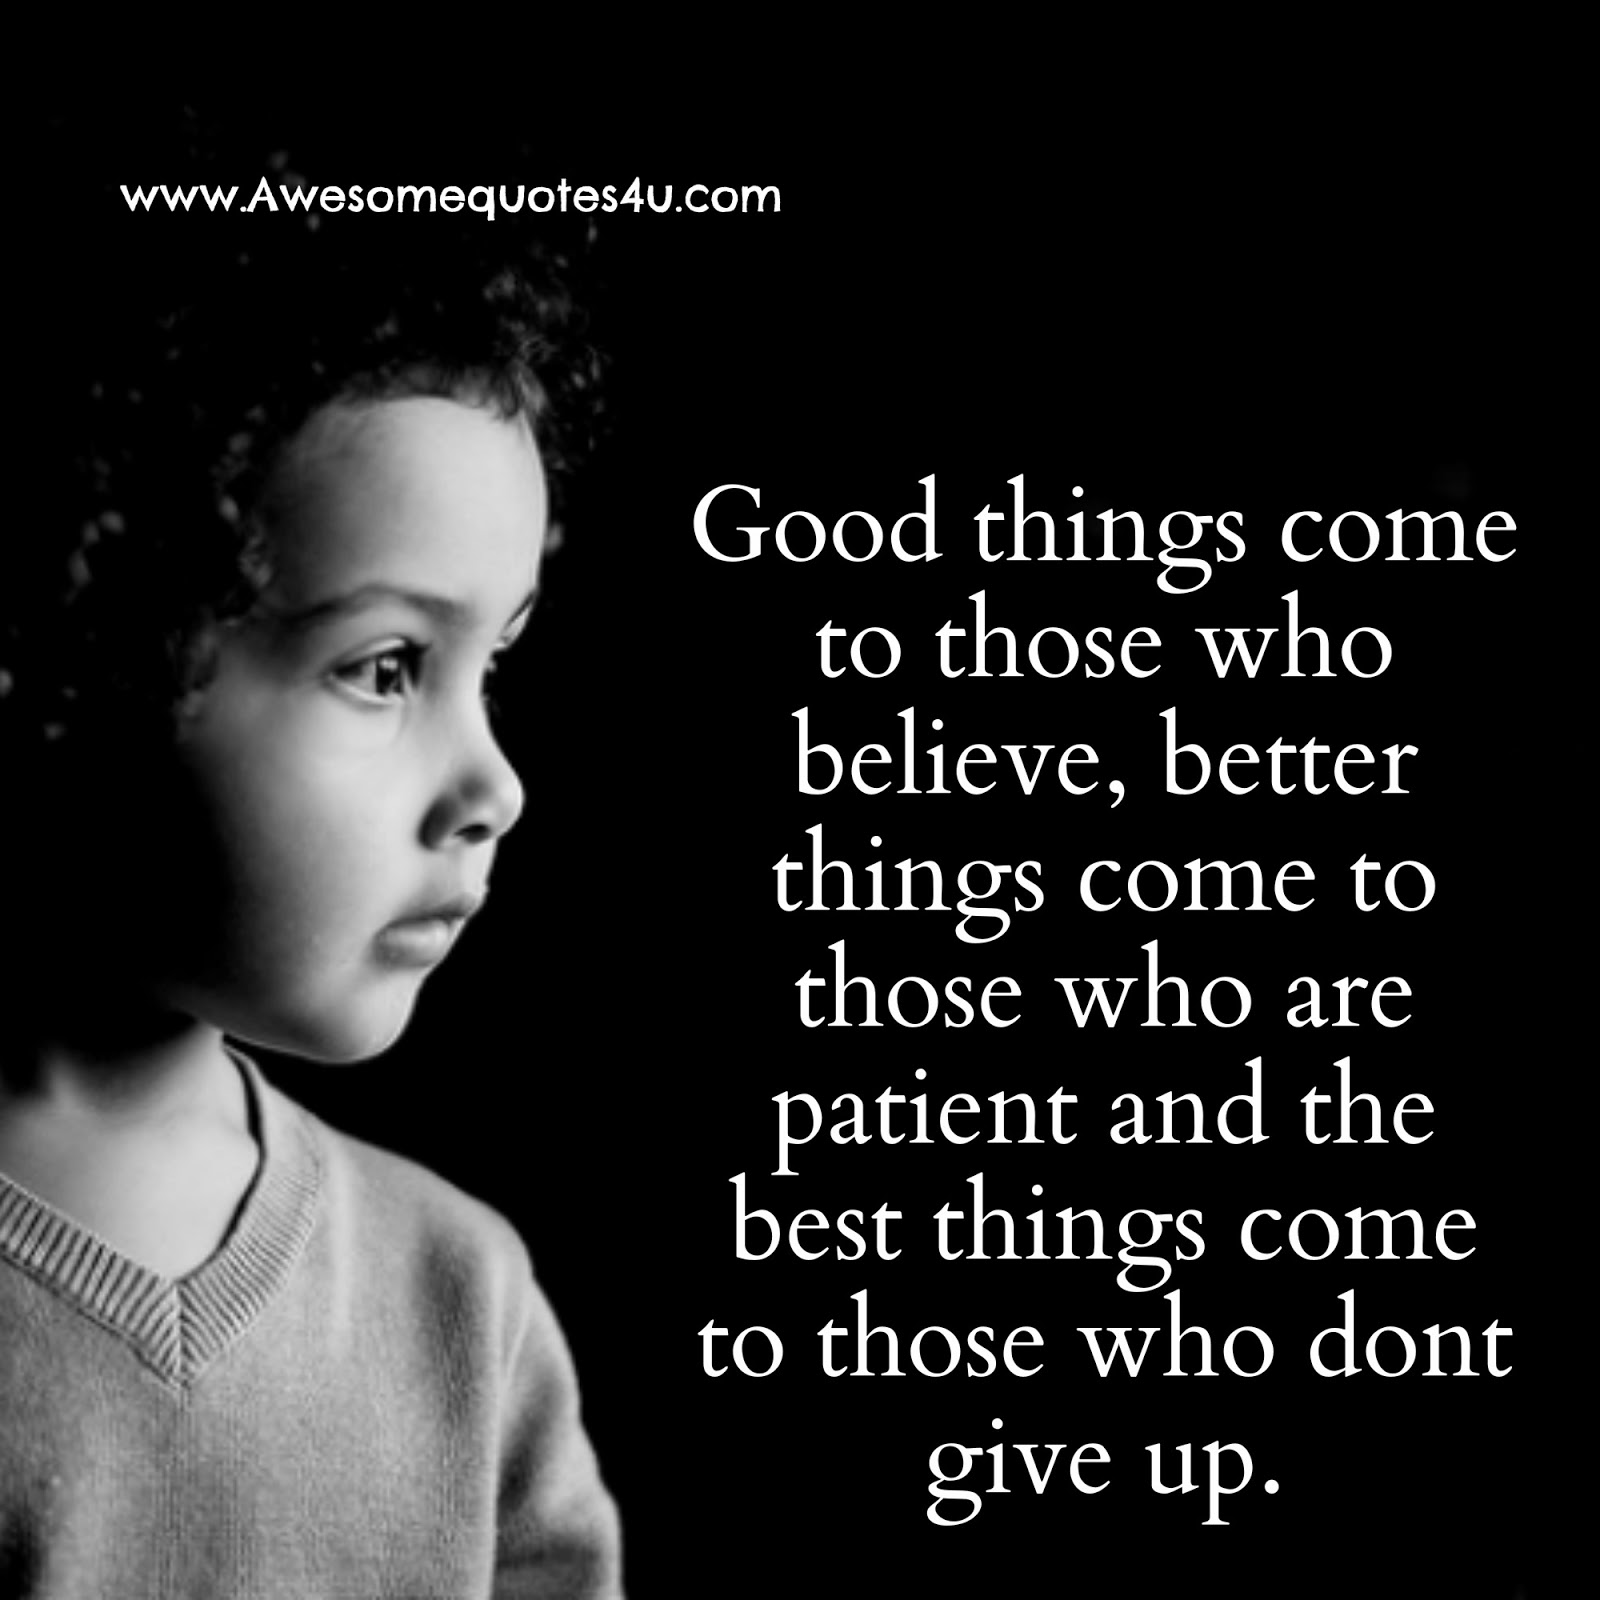 www.Awesomequotes4u.com
Good things come
to those who
believe, better
things come to
those who are
patient and the
best things come
to those who dont
give up.